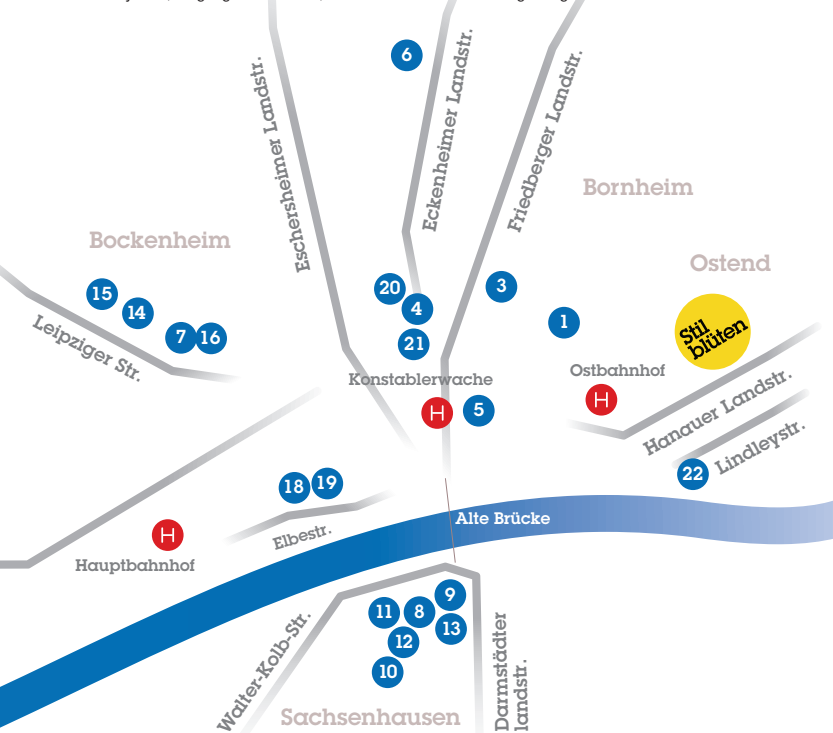 6
Eschersheimer Landstr.
Eckenheimer Landstr.
Friedberger Landstr.
Bornheim
Bockenheim
Ostend
15
14
7
16
Leipziger Str.
20
4
21
3
1
Stil
blüten
Konstablerwache
H
5
Ostbahnhof
H
Hanauer Landstr.
Lindleystr.
22
18
19
Elbestr.
H
Hauptbahnhof
Alte Brücke
9
11
8
13
12
10
Walter-Kolb-Str.
Darmstädter
landstr.
Sachsenhausen